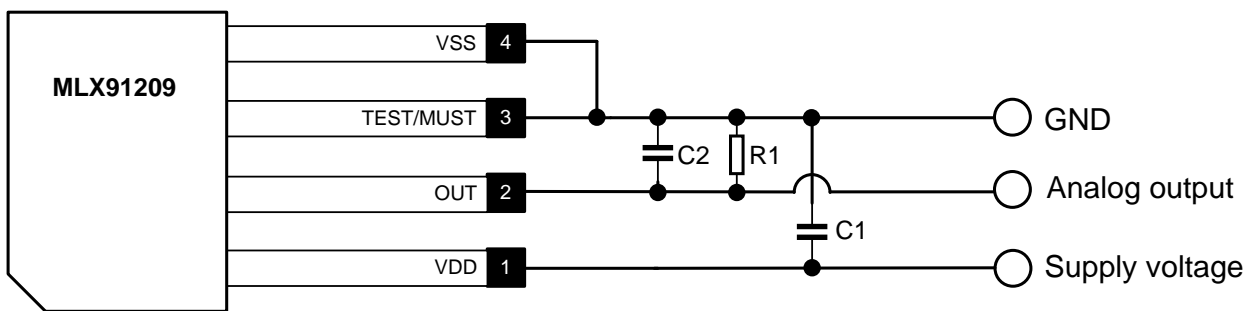 MLX91209
VSS 4
TEST/MUST 3
OUT 2
VDD 1
C2
R1
C1
GND
Analog output
Supply voltage